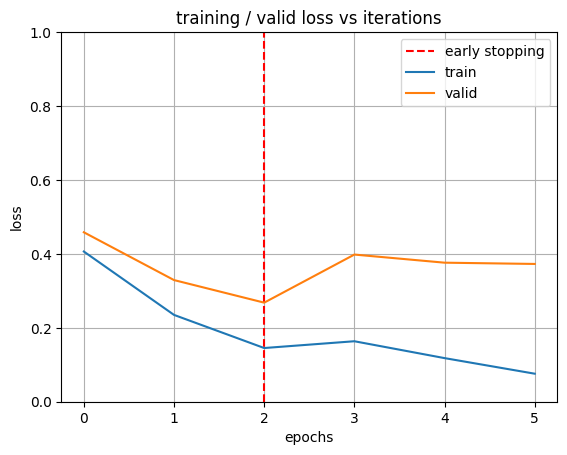 training / valid loss vs iterations
1.0
0.8
0.6
0.4
0.2
0.0
loss
early stopping
train
valid
0 1 2 3 4 5
epochs